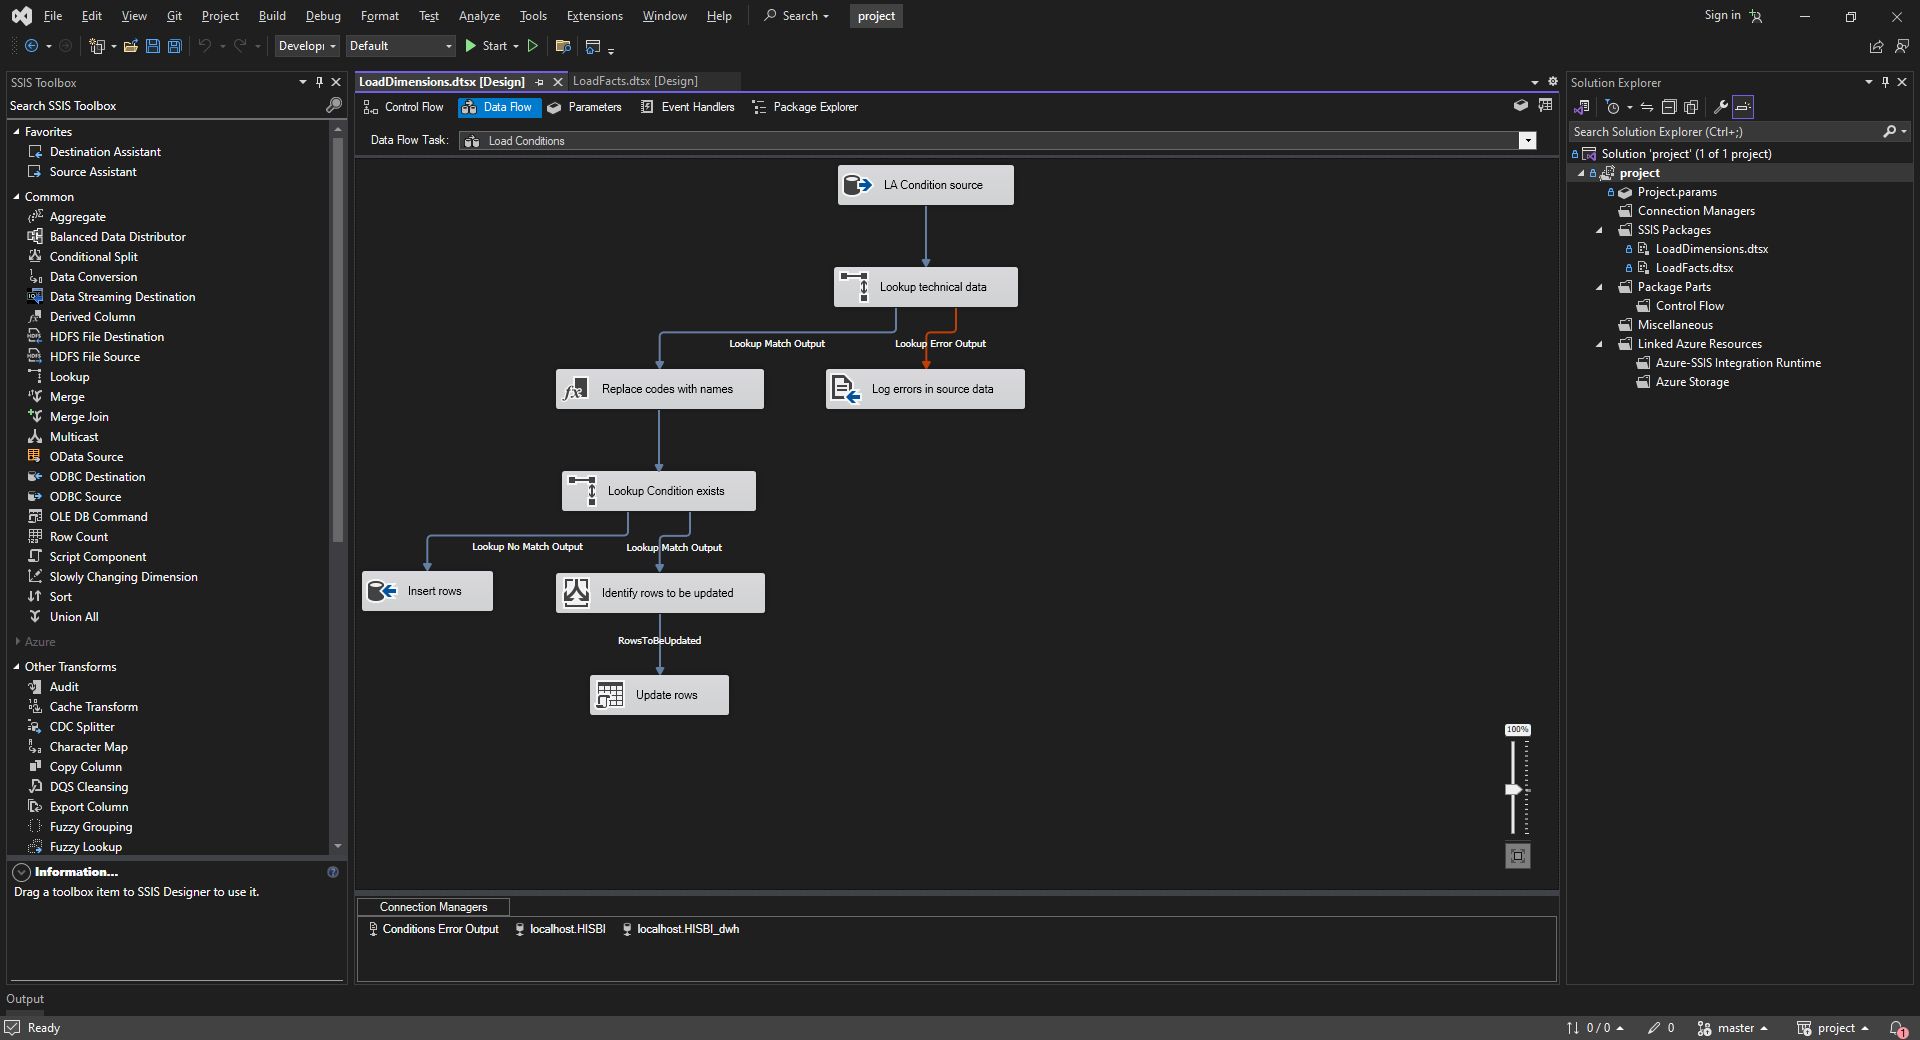 File Edit View Git Project Build Debug Format Test Analyze Tools Extensions Window Help Search project Sign in
Developı Default Start
SSIS Toolbox
Search SSIS Toolbox
Favorites
Destination Assistant
Source Assistant
Common
Aggregate
Balanced Data Distributor
Conditional Split
Data Conversion
Data Streaming Destination
Derived Column
HDFS File Destination
HDFS File Source
Lookup
Merge
Merge Join
Multicast
OData Source
ODBC Destination
ODBC Source
OLE DB Command
Row Count
Script Component
Slowly Changing Dimension
Sort
Union All
Azure
Other Transforms
Audit
Cache Transform
CDC Splitter
Character Map
Copy Column
DQS Cleansing
Export Column
Fuzzy Grouping
Fuzzy Lookup
Information...
Drag a toolbox item to SSIS Designer to use it.
LoadDimensions.dtsx [Design] LoadFacts.dtsx [Design]
Control Flow Data Flow Parameters Event Handlers Package Explorer
Data Flow Task: Load Conditions
LA Condition source
Lookup technical data
Lookup Match Output Lookup Error Output
Replace codes with names Log errors in source data
Lookup Condition exists
Lookup No Match Output Lookup Match Output
Insert rows Identify rows to be updated
RowsToBeUpdated
Update rows
100%
Connection Managers
Conditions Error Output localhost.HISBI localhost.HISBI_dwh
Solution Explorer
Search Solution Explorer (Ctrl+;)
Solution 'project' (1 of 1 project)
project
Project.params
Connection Managers
SSIS Packages
LoadDimensions.dtsx
LoadFacts.dtsx
Package Parts
Control Flow
Miscellaneous
Linked Azure Resources
Azure-SSIS Integration Runtime
Azure Storage
Output
Ready 0 / 0 0 master project 1